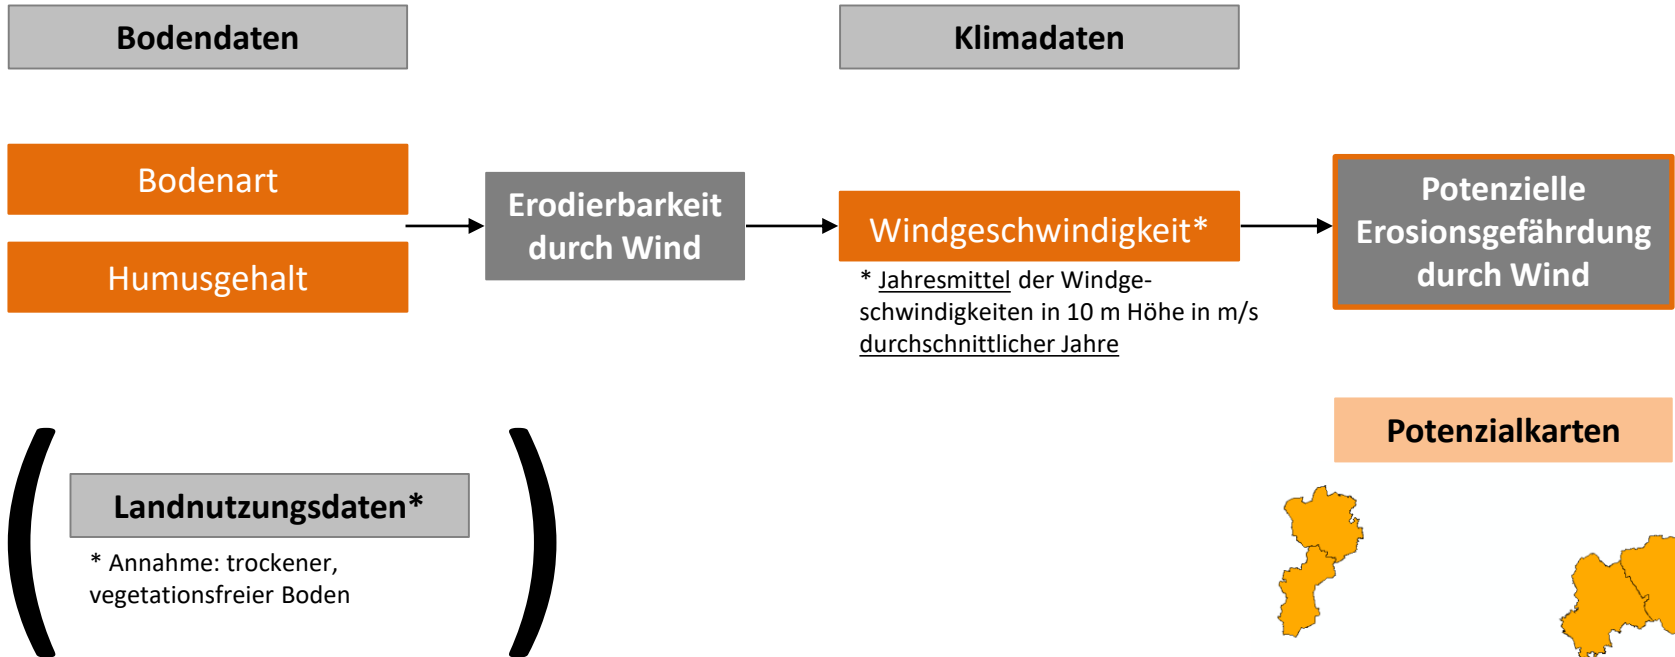 Bodendaten
Klimadaten
Bodenart
Humusgehalt
Erodierbarkeit
durch Wind
Windgeschwindigkeit*
* Jahresmittel der Windge-
schwindigkeiten in 10 m Höhe in m/s
durchschnittlicher Jahre
Potenzielle
Erosionsgefährdung
durch Wind
Potenzialkarten
(
Landnutzungsdaten*
* Annahme: trockener,
vegetationsfreier Boden
)